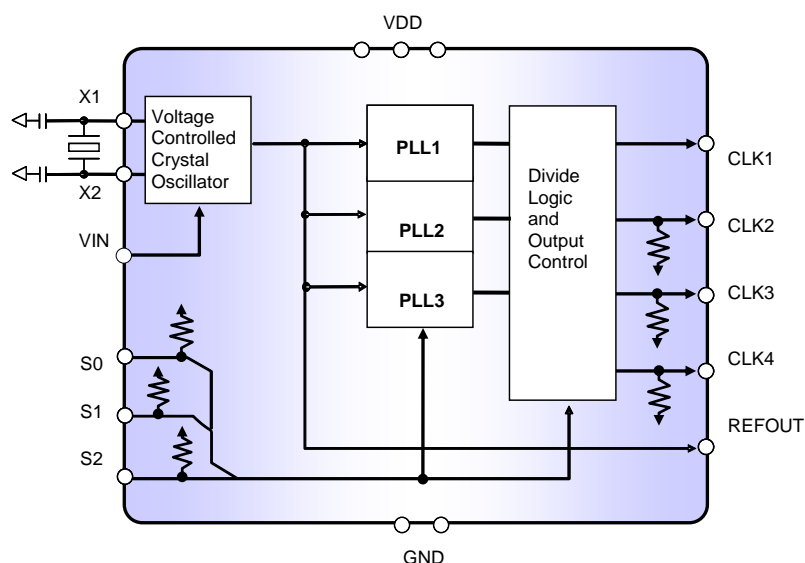 VDD
X1
Voltage
Controlled
Crystal
Oscillator
X2
VIN
PLL1
PLL2
PLL3
Divide
Logic
and
Output
Control
CLK1
CLK2
CLK3
CLK4
REFOUT
S0
S1
S2
GND